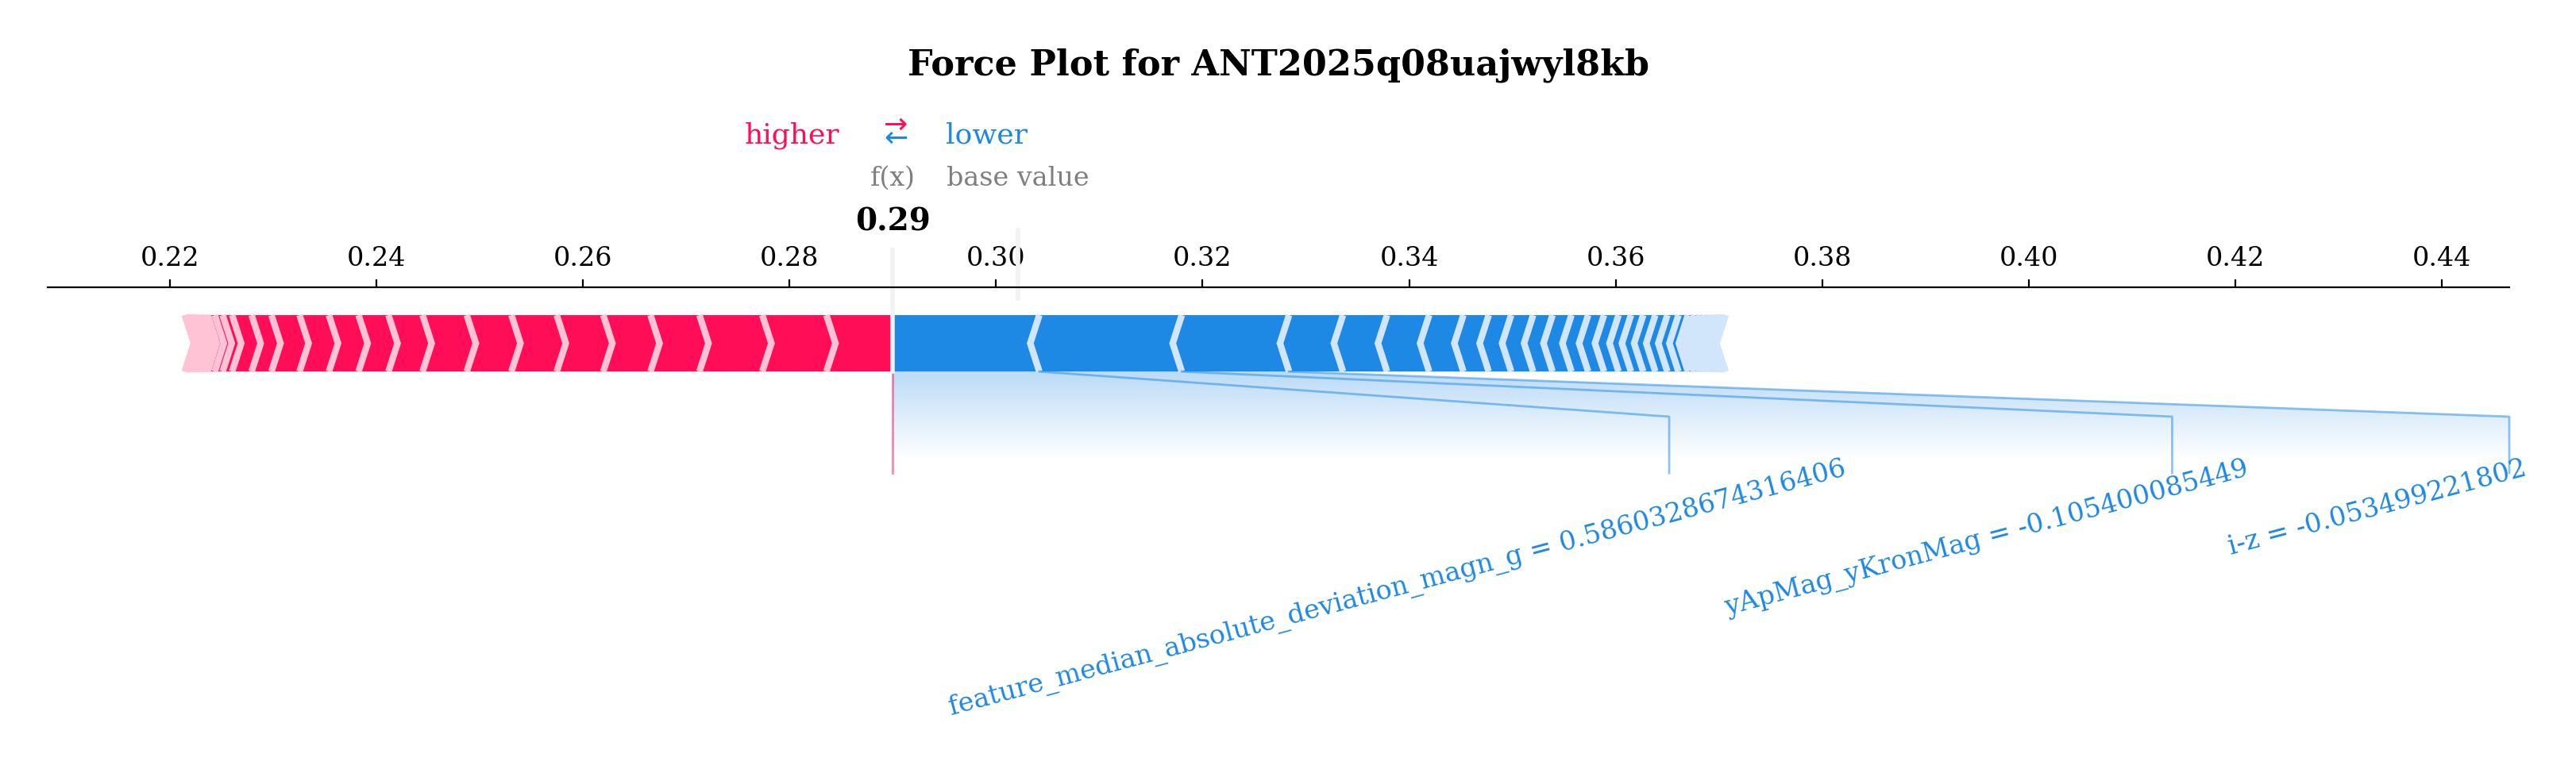 Force Plot for ANT2025q08uajwyl8kb
higher → ← lower
f(x) base value
0.29
0.22 0.24 0.26 0.28 0.30 0.32 0.34 0.36 0.38 0.40 0.42 0.44
feature_median_absolute_deviation_magn_g = 0.5860328674316406
yApMag_yKronMag = -0.105400085449
i-z = -0.053499221802